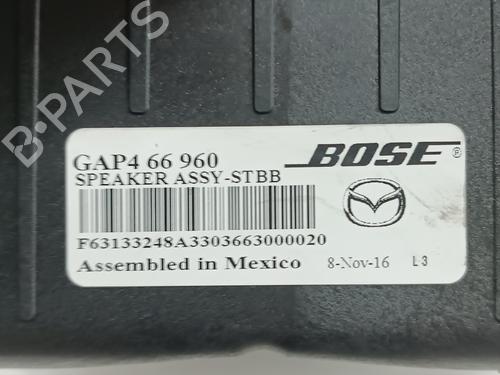 B-PARTS
GAP4 66 960
BOSE®
SPEAKER ASSY-STBB
F63133248A3303663000020
Assembled in Mexico
8-Nov-16
L3